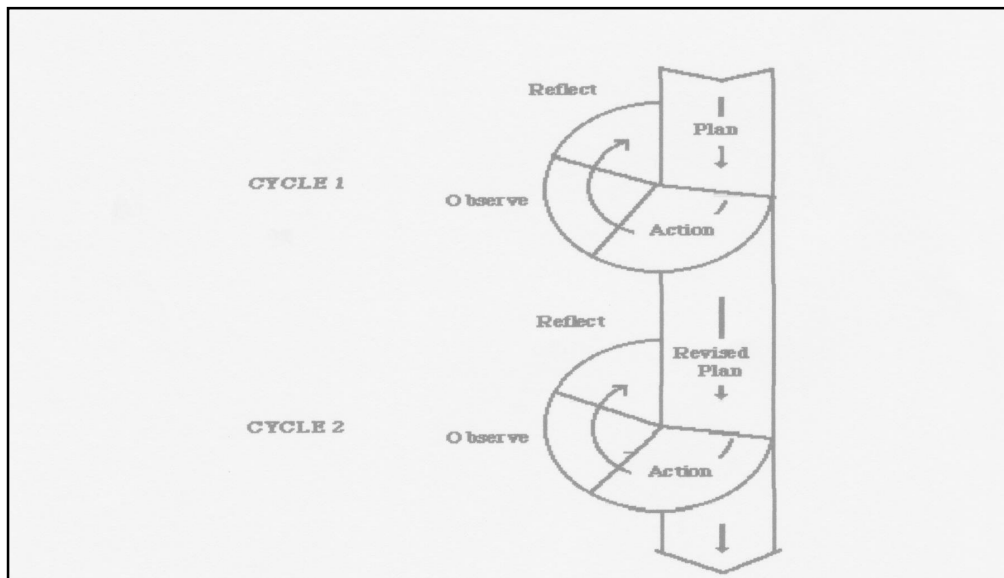 Reflect
Plan
CYCLE 1
Observe
Action
Reflect
Revised
Plan
CYCLE 2
Observe
Action